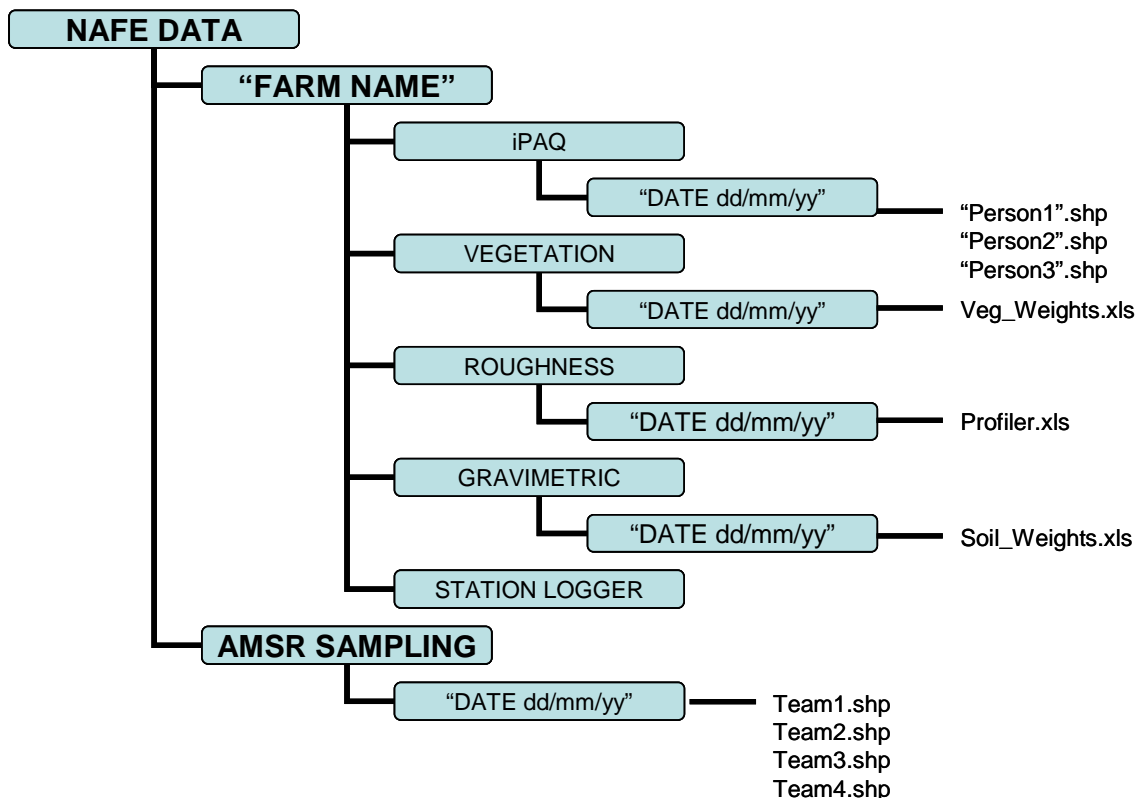 NAFE DATA
“FARM NAME”
iPAQ
“DATE dd/mm/yy”
“Person1”.shp
“Person2”.shp
“Person3”.shp
VEGETATION
“DATE dd/mm/yy”
Veg_Weights.xls
ROUGHNESS
“DATE dd/mm/yy”
Profiler.xls
GRAVIMETRIC
“DATE dd/mm/yy”
Soil_Weights.xls
STATION LOGGER
AMSR SAMPLING
“DATE dd/mm/yy”
Team1.shp
Team2.shp
Team3.shp
Team4.shp